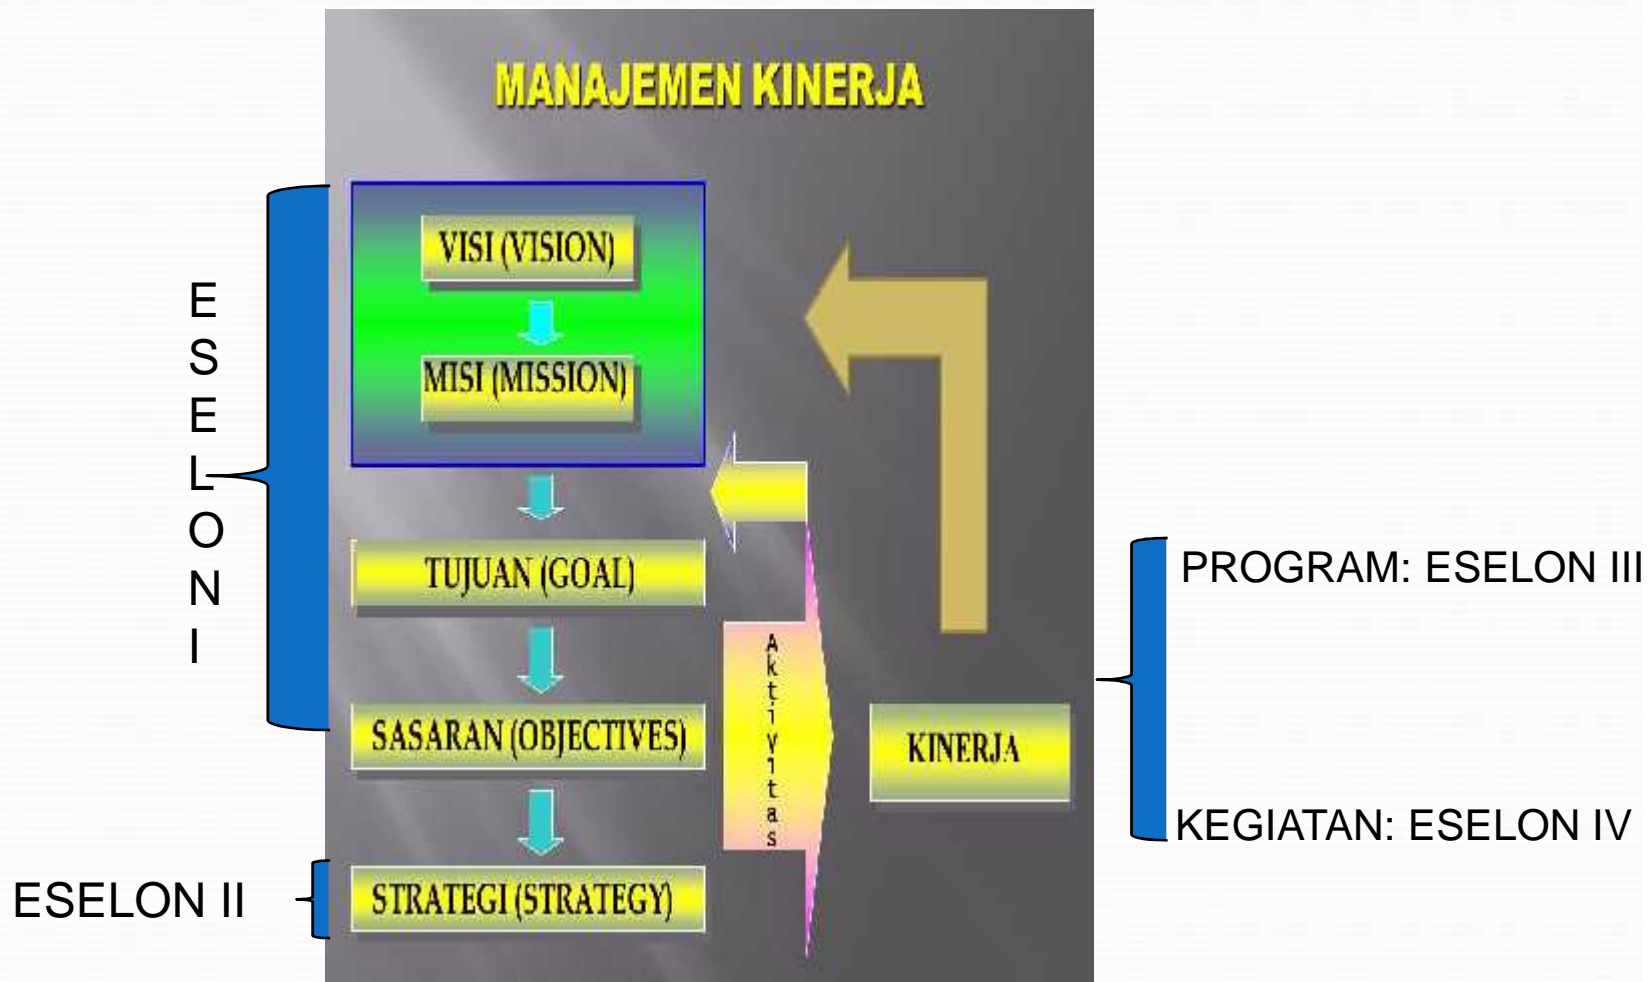 MANAJEMEN KINERJA
E
S
E
L
O
N
I
VISI (VISION)
MISI (MISSION)
TUJUAN (GOAL)
SASARAN (OBJECTIVES)
ESELON II
STRATEGI (STRATEGY)
Aktivitas
KINERJA
PROGRAM: ESELON III
KEGIATAN: ESELON IV